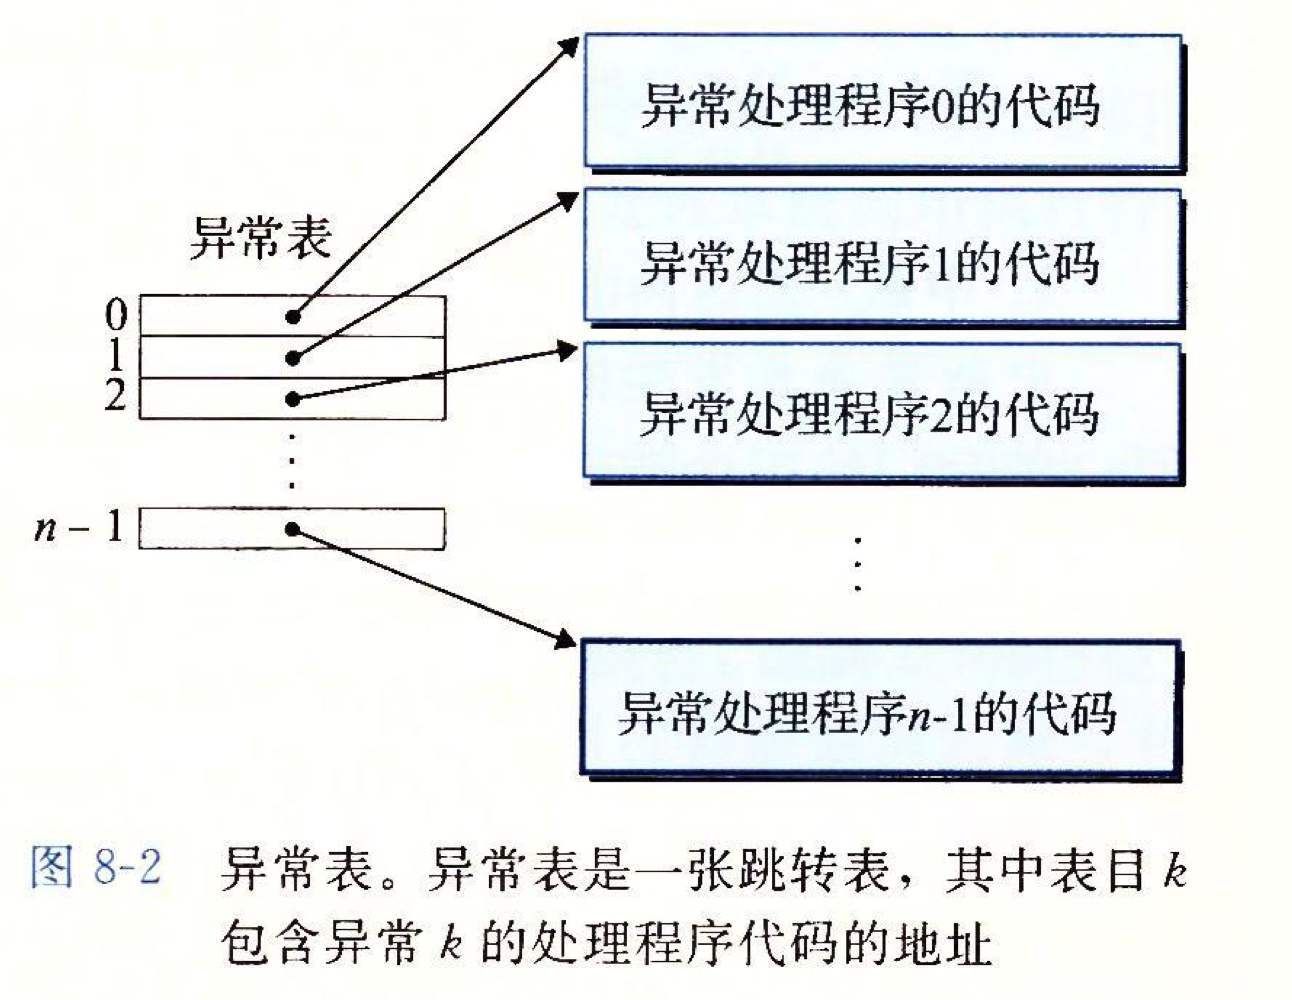 异常处理程序0的代码
异常表
异常处理程序1的代码
0
1
2
异常处理程序2的代码
n – 1
异常处理程序n-1的代码
图 8-2 异常表。异常表是一张跳转表，其中表目 k
包含异常 k 的处理程序代码的地址